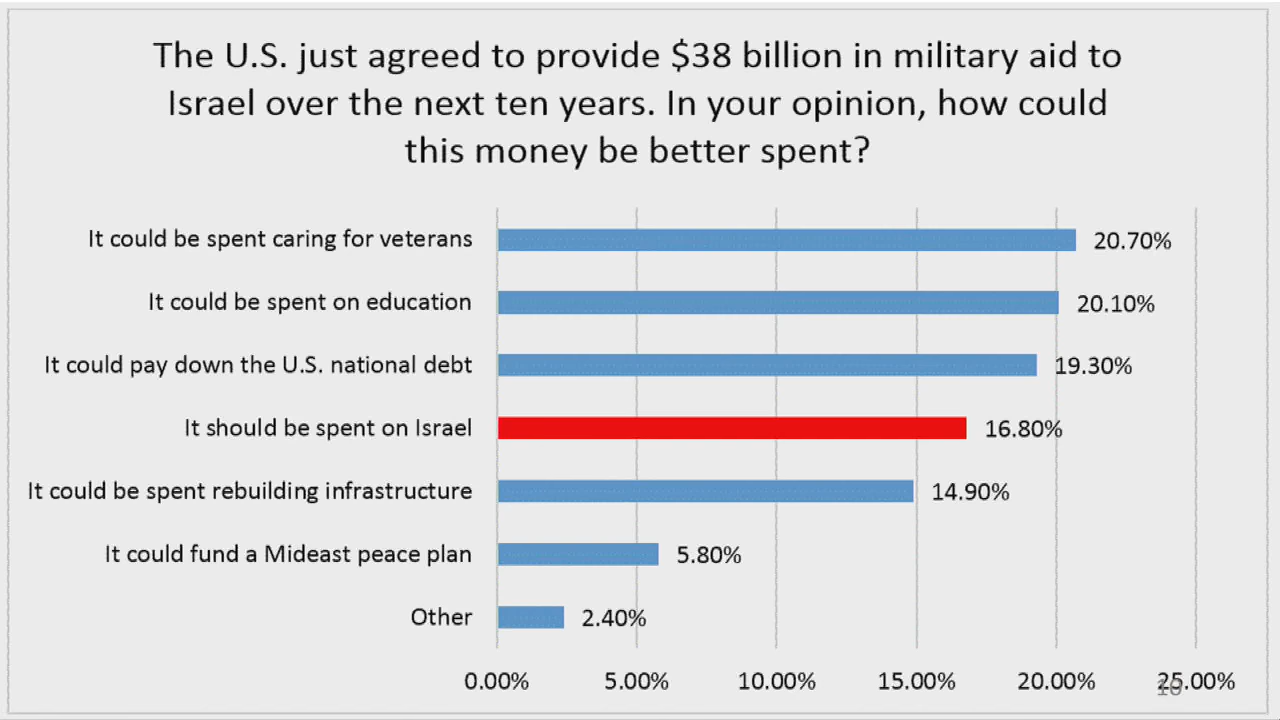 The U.S. just agreed to provide $38 billion in military aid to
Israel over the next ten years. In your opinion, how could
this money be better spent?
It could be spent caring for veterans 20.70%
It could be spent on education 20.10%
It could pay down the U.S. national debt 19.30%
It should be spent on Israel 16.80%
It could be spent rebuilding infrastructure 14.90%
It could fund a Mideast peace plan 5.80%
Other 2.40%
0.00% 5.00% 10.00% 15.00% 20.00% 25.00%